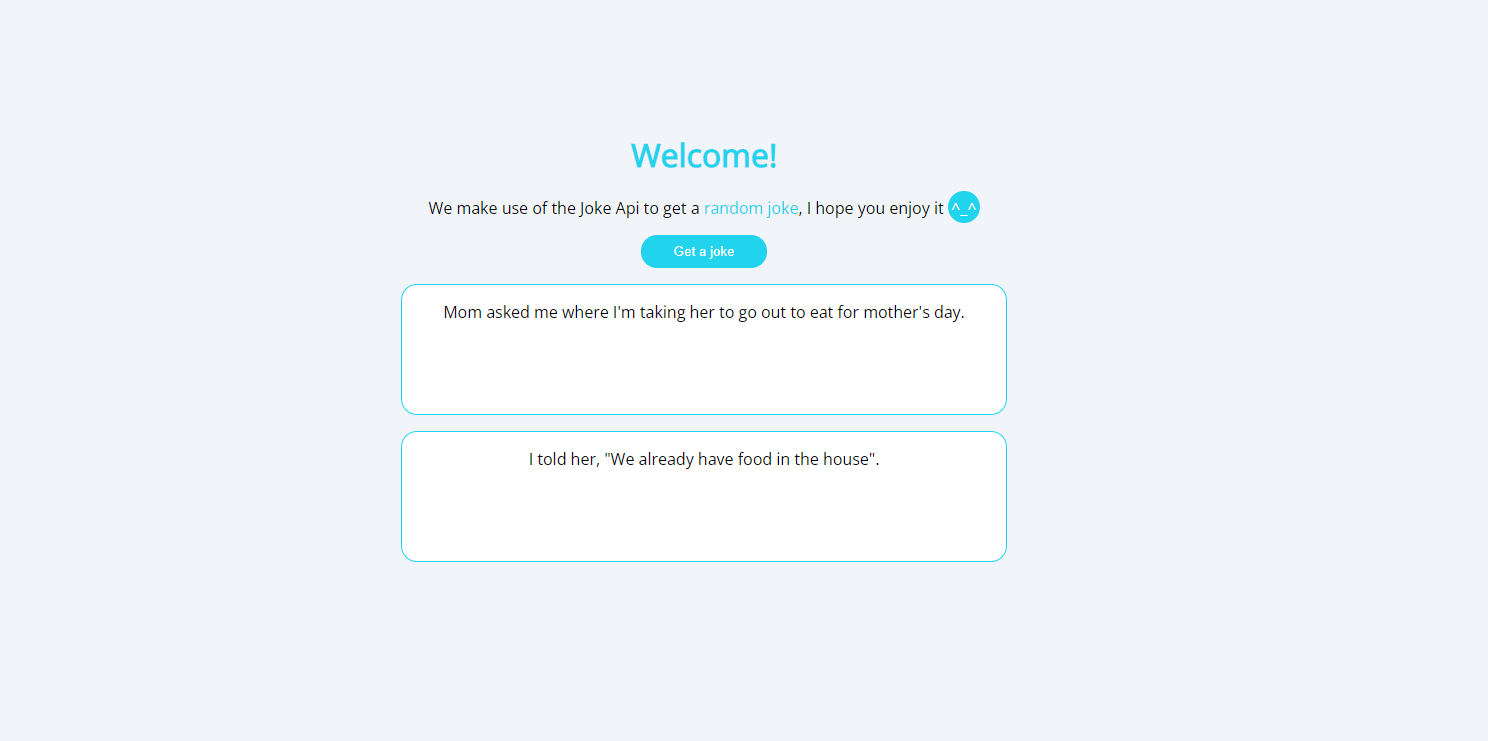 Welcome!
We make use of the Joke Api to get a random joke, I hope you enjoy it ^_^
Get a joke
Mom asked me where I'm taking her to go out to eat for mother's day.
I told her, "We already have food in the house".